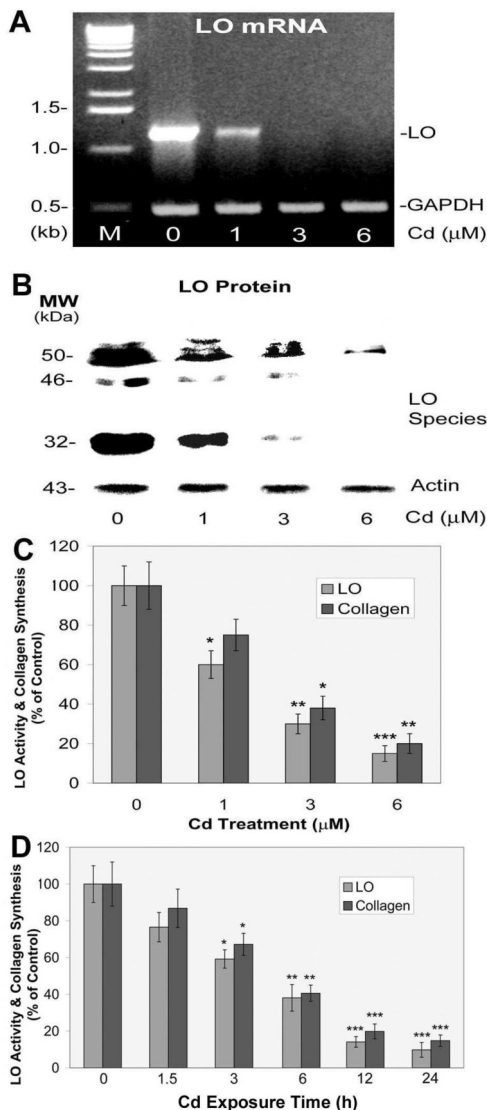 A
LO mRNA
1.5-
1.0-
0.5-
(kb)
-LO
-GAPDH
M 0 1 3 6 Cd (µM)
B
LO Protein
MW
(kDa)
50-
46-
32-
43-
LO
Species
Actin
0 1 3 6 Cd (µM)
C
LO Activity & Collagen Synthesis
(% of Control)
120
100
80
60
40
20
0
LO
Collagen
* ** * *** **
0 1 3 6
Cd Treatment (µM)
D
LO Activity & Collagen Synthesis
(% of Control)
120
100
80
60
40
20
0
LO
Collagen
* * ** ** *** *** *** ***
0 1.5 3 6 12 24
Cd Exposure Time (h)